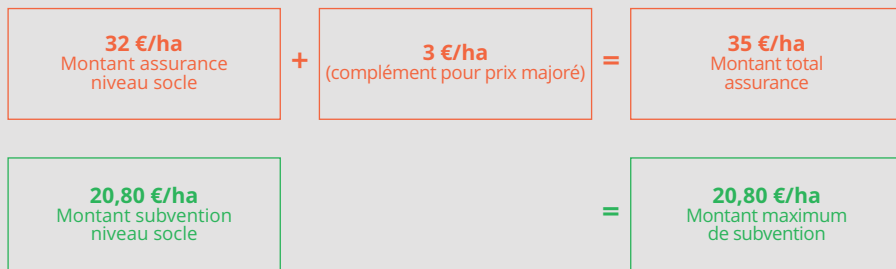 32 €/ha
Montant assurance
niveau socle
+
3 €/ha
(complément pour prix majoré)
=
35 €/ha
Montant total
assurance
20,80 €/ha
Montant subvention
niveau socle
=
20,80 €/ha
Montant maximum
de subvention